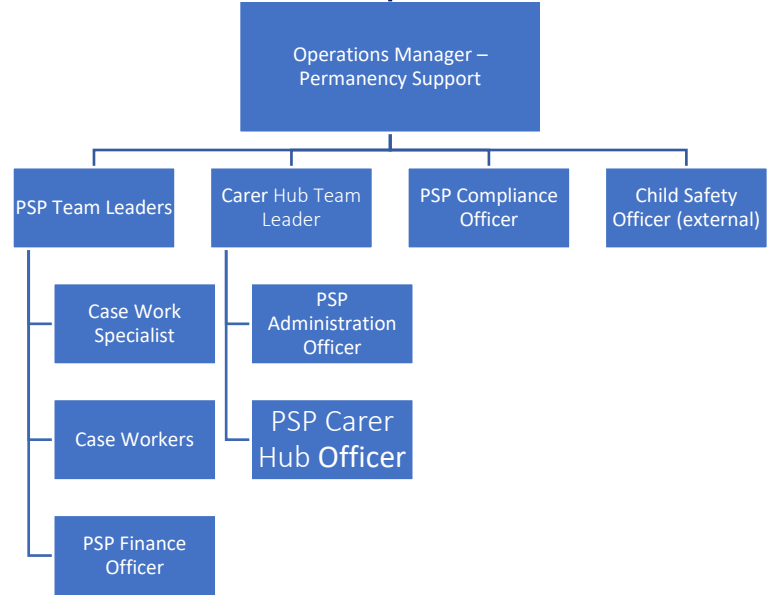 Operations Manager –
Permanency Support
PSP Team Leaders
Carer Hub Team
Leader
PSP Compliance
Officer
Child Safety
Officer (external)
Case Work
Specialist
PSP
Administration
Officer
Case Workers
PSP Carer
Hub Officer
PSP Finance
Officer